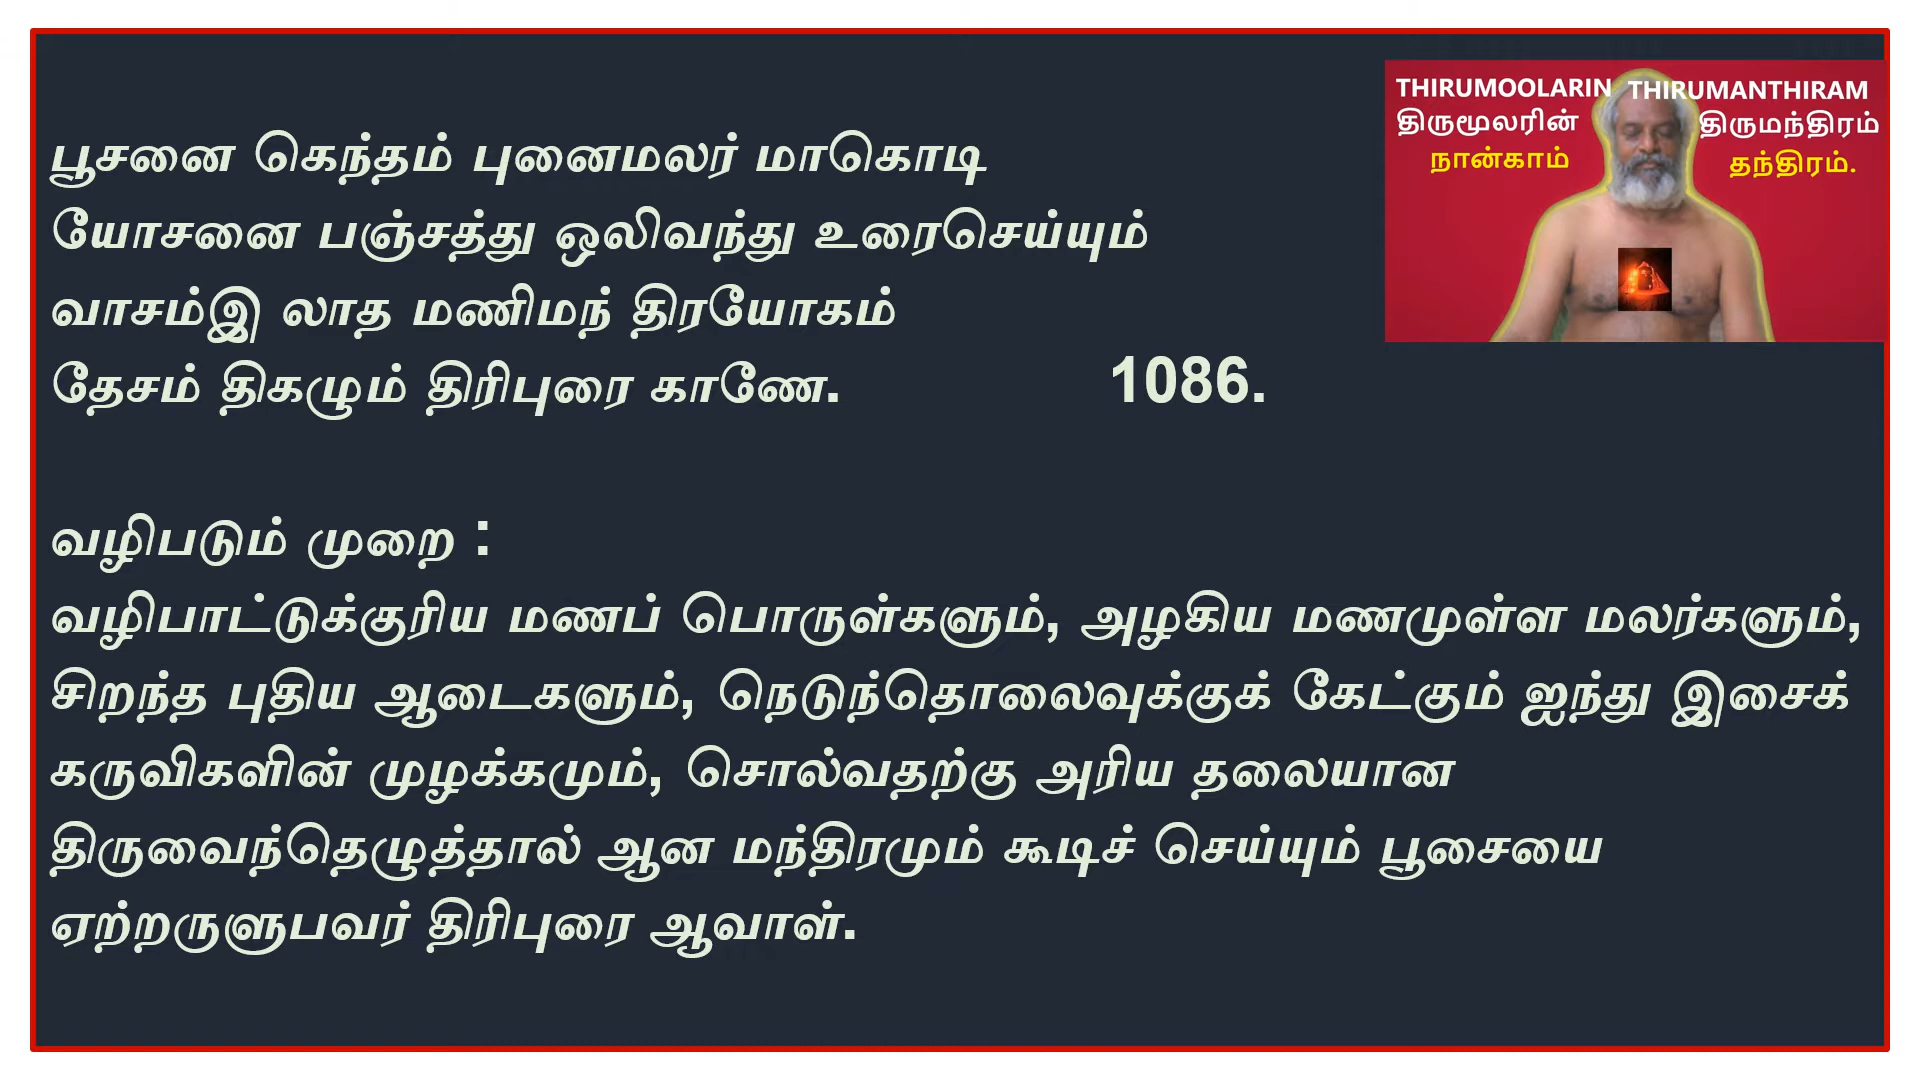 THIRUMOOLARIN THIRUMANTHIRAM
திருமூலரின் திருமந்திரம்
நான்காம் தந்திரம்.
பூசனை கெந்தம் புனைமலர் மாகொடி
யோசனை பஞ்சத்து ஒலிவந்து உரைசெய்யும்
வாசம்இ லாத மணிமந் திரயோகம்
தேசம் திகழும் திரிபுரை காணே. 1086.
வழிபடும் முறை :
வழிபாட்டுக்குரிய மணப் பொருள்களும், அழகிய மணமுள்ள மலர்களும்,
சிறந்த புதிய ஆடைகளும், நெடுந்தொலைவுக்குக் கேட்கும் ஐந்து இசைக்
கருவிகளின் முழக்கமும், சொல்வதற்கு அரிய தலையான
திருவைந்தெழுத்தால் ஆன மந்திரமும் கூடிச் செய்யும் பூசையை
ஏற்றருளுபவர் திரிபுரை ஆவாள்.